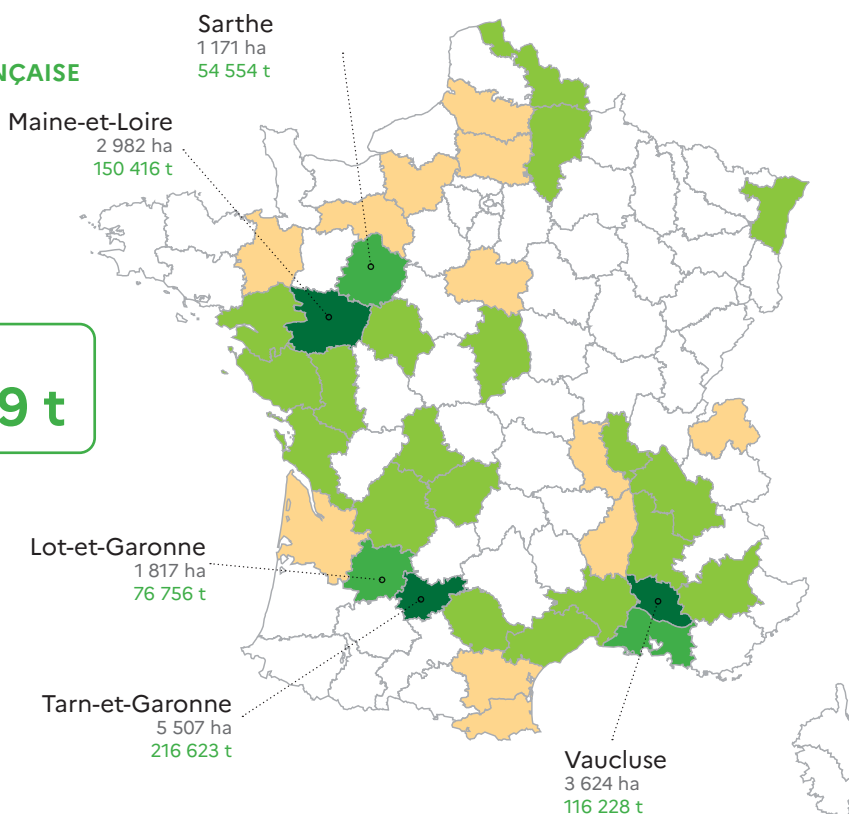 Sarthe
1 171 ha
54 554 t
Maine-et-Loire
2 982 ha
150 416 t
9 t
Lot-et-Garonne
1 817 ha
76 756 t
Tarn-et-Garonne
5 507 ha
216 623 t
Vaucluse
3 624 ha
116 228 t